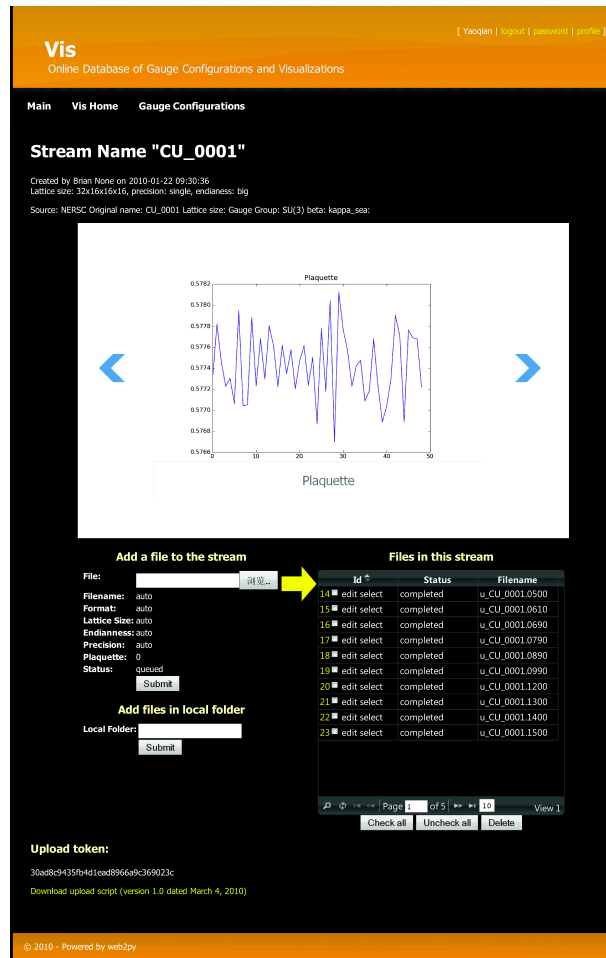 [ Yaoqian | logout | password | profile ]
Vis
Online Database of Gauge Configurations and Visualizations
Main Vis Home Gauge Configurations
Stream Name "CU_0001"
Created by Brian None on 2010-01-22 09:30:36
Lattice size: 32x16x16x16, precision: single, endianess: big
Source: NERSC Original name: CU_0001 Lattice size: Gauge Group: SU(3) beta: kappa_sea:
Plaquette
0.5782
0.5780
0.5778
0.5776
0.5774
0.5772
0.5770
0.5768
0.5766
0 10 20 30 40 50
Plaquette
Add a file to the stream
File: 浏览...
Filename: auto
Format: auto
Lattice Size: auto
Endianness: auto
Precision: auto
Plaquette: 0
Status: queued
Submit
Add files in local folder
Local Folder:
Submit
Files in this stream
Id Status Filename
14 edit select completed u_CU_0001.0500
15 edit select completed u_CU_0001.0610
16 edit select completed u_CU_0001.0690
17 edit select completed u_CU_0001.0790
18 edit select completed u_CU_0001.0890
19 edit select completed u_CU_0001.0990
20 edit select completed u_CU_0001.1200
21 edit select completed u_CU_0001.1300
22 edit select completed u_CU_0001.1400
23 edit select completed u_CU_0001.1500
Page 1 of 5 10 View 1
Check all Uncheck all Delete
Upload token:
30ad8c9435fb4d1ead8966a9c369023c
Download upload script (version 1.0 dated March 4, 2010)
© 2010 - Powered by web2py